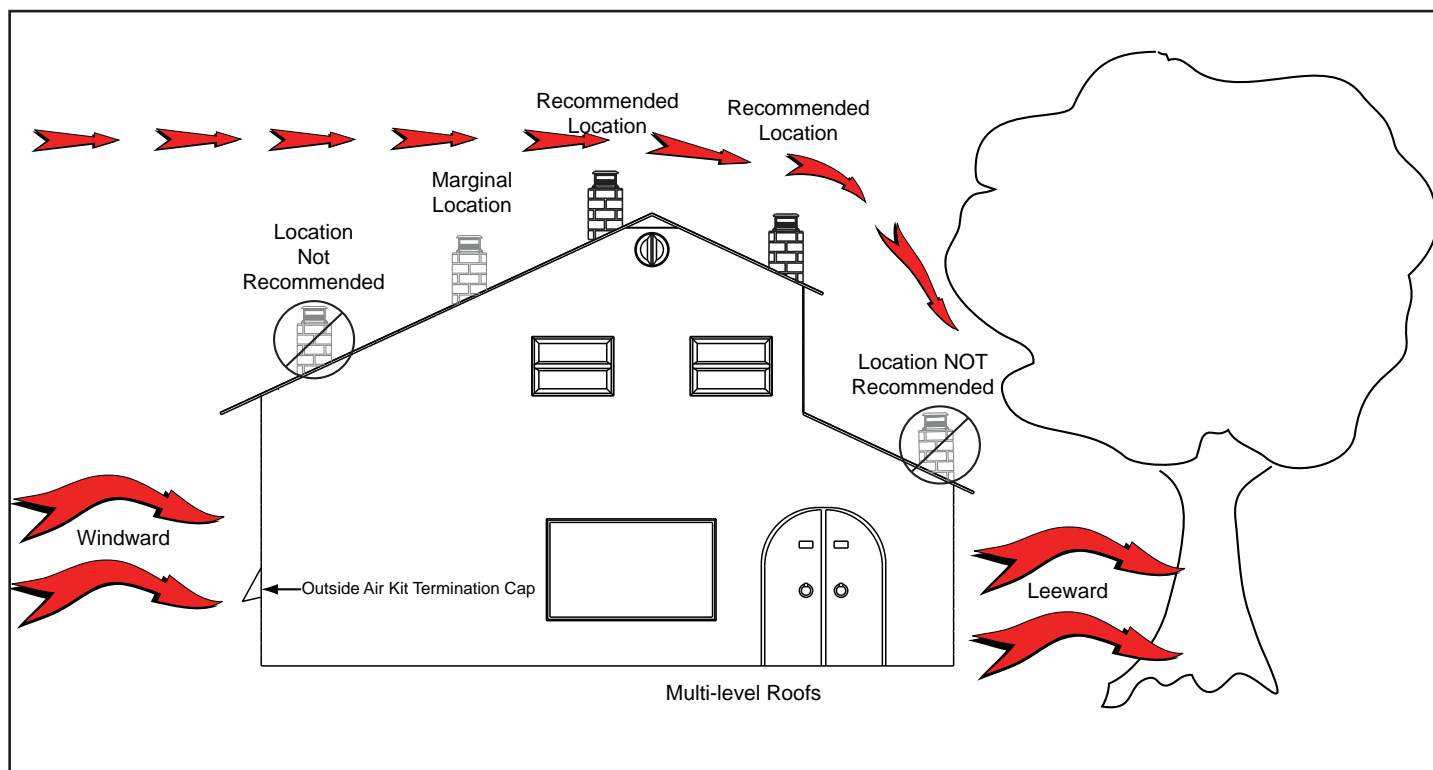 Recommended
Location
Recommended
Location
Marginal
Location
Location
Not
Recommended
Location NOT
Recommended
Windward
Outside Air Kit Termination Cap
Leeward
Multi-level Roofs